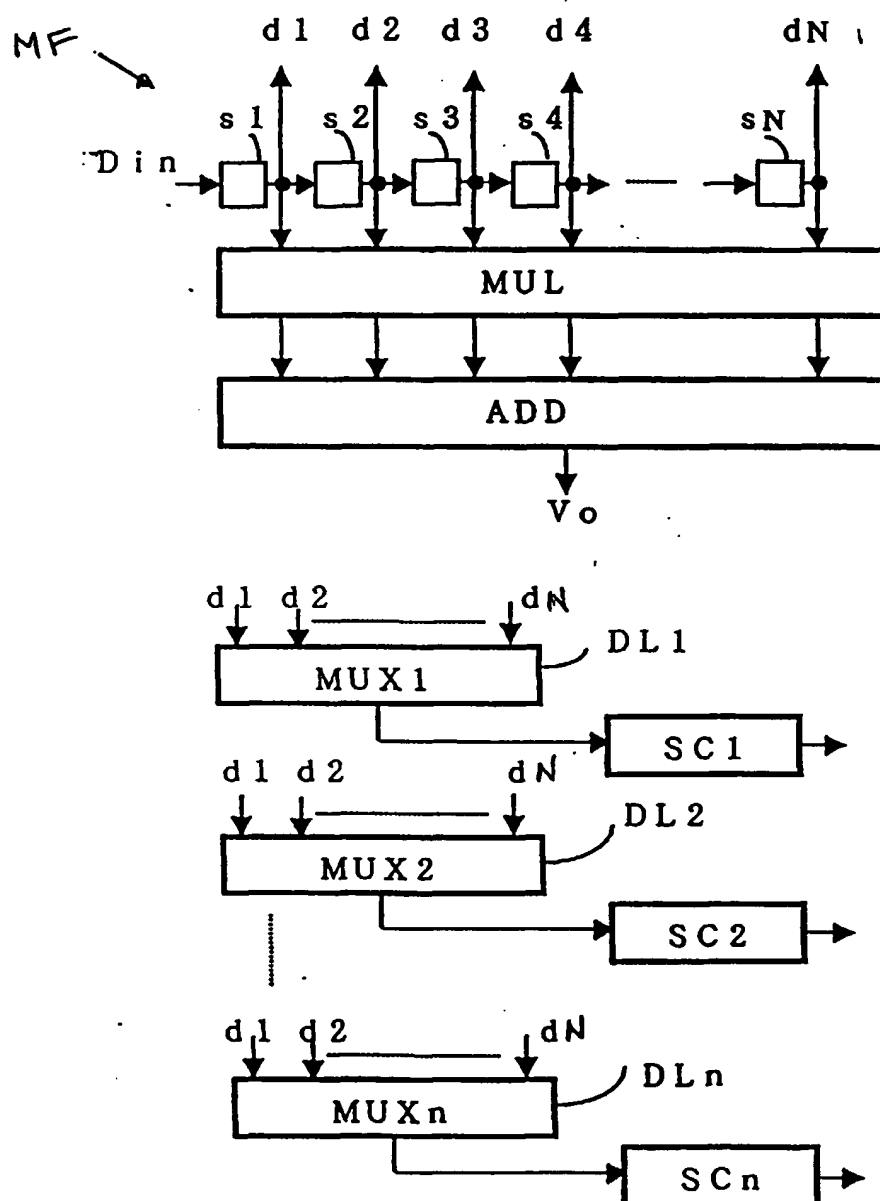 MF
d1 d2 d3 d4 dN
s1 s2 s3 s4 sN
Din
MUL
ADD
Vo
d1 d2 dN
DL1
MUX1
SC1
d1 d2 dN
DL2
MUX2
SC2
d1 d2 dN
DLn
MUXn
SCn